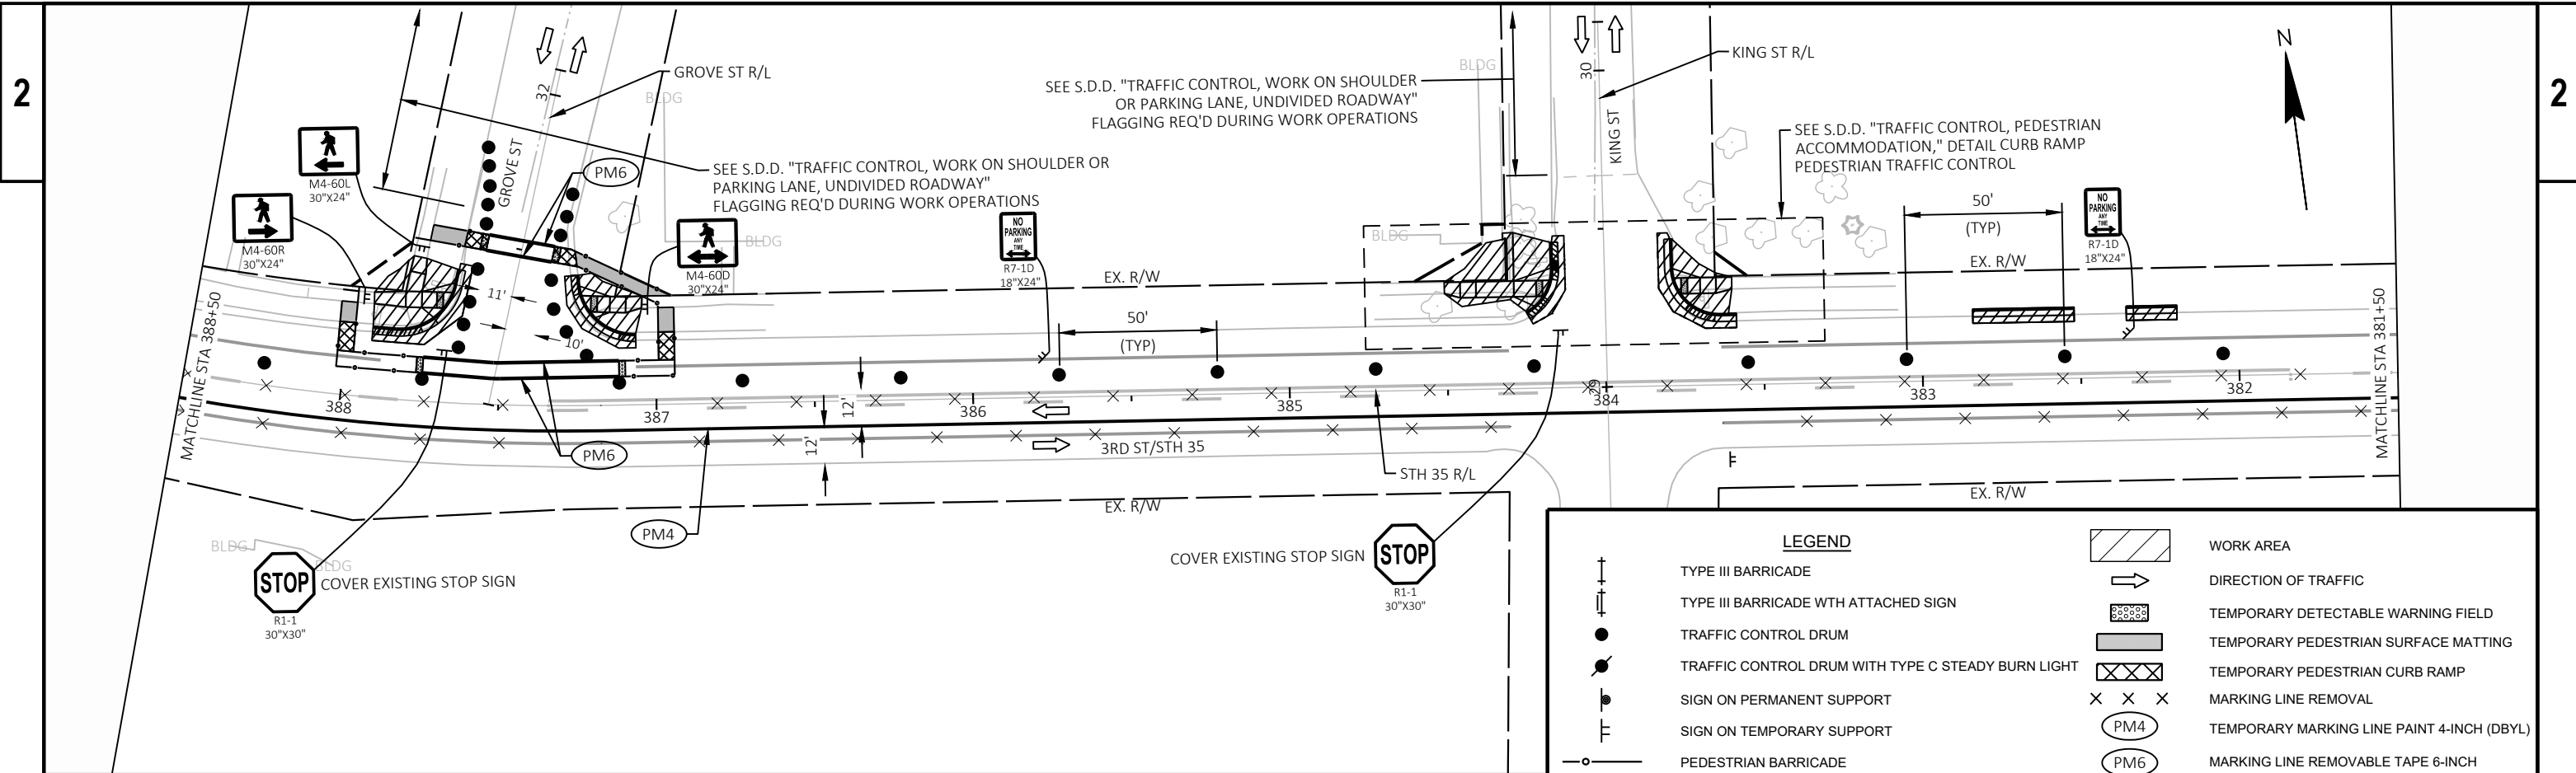 2
2
32
GROVE ST R/L
BLDG
GROVE ST
PM6
M4-60L
30"X24"
M4-60R
30"X24"
SEE S.D.D. "TRAFFIC CONTROL, WORK ON SHOULDER OR
PARKING LANE, UNDIVIDED ROADWAY"
FLAGGING REQ'D DURING WORK OPERATIONS
M4-60D
30"X24"
BLDG
NO
PARKING
ANY
TIME
R7-1D
18"X24"
SEE S.D.D. "TRAFFIC CONTROL, WORK ON SHOULDER
OR PARKING LANE, UNDIVIDED ROADWAY"
FLAGGING REQ'D DURING WORK OPERATIONS
BLDG
30
KING ST R/L
KING ST
BLDG
SEE S.D.D. "TRAFFIC CONTROL, PEDESTRIAN
ACCOMMODATION," DETAIL CURB RAMP
PEDESTRIAN TRAFFIC CONTROL
50'
(TYP)
NO
PARKING
ANY
TIME
R7-1D
18"X24"
N
EX. R/W
EX. R/W
11'
10'
50'
(TYP)
MATCHLINE STA 388+50
MATCHLINE STA 381+50
388
387
386
385
29
384
383
382
12'
12'
3RD ST/STH 35
PM6
PM4
STH 35 R/L
EX. R/W
EX. R/W
BLDG
BLDG
STOP
COVER EXISTING STOP SIGN
R1-1
30"X30"
COVER EXISTING STOP SIGN
STOP
R1-1
30"X30"
LEGEND
TYPE III BARRICADE
TYPE III BARRICADE WTH ATTACHED SIGN
TRAFFIC CONTROL DRUM
TRAFFIC CONTROL DRUM WITH TYPE C STEADY BURN LIGHT
SIGN ON PERMANENT SUPPORT
SIGN ON TEMPORARY SUPPORT
PEDESTRIAN BARRICADE
WORK AREA
DIRECTION OF TRAFFIC
TEMPORARY DETECTABLE WARNING FIELD
TEMPORARY PEDESTRIAN SURFACE MATTING
TEMPORARY PEDESTRIAN CURB RAMP
MARKING LINE REMOVAL
PM4 TEMPORARY MARKING LINE PAINT 4-INCH (DBYL)
PM6 MARKING LINE REMOVABLE TAPE 6-INCH